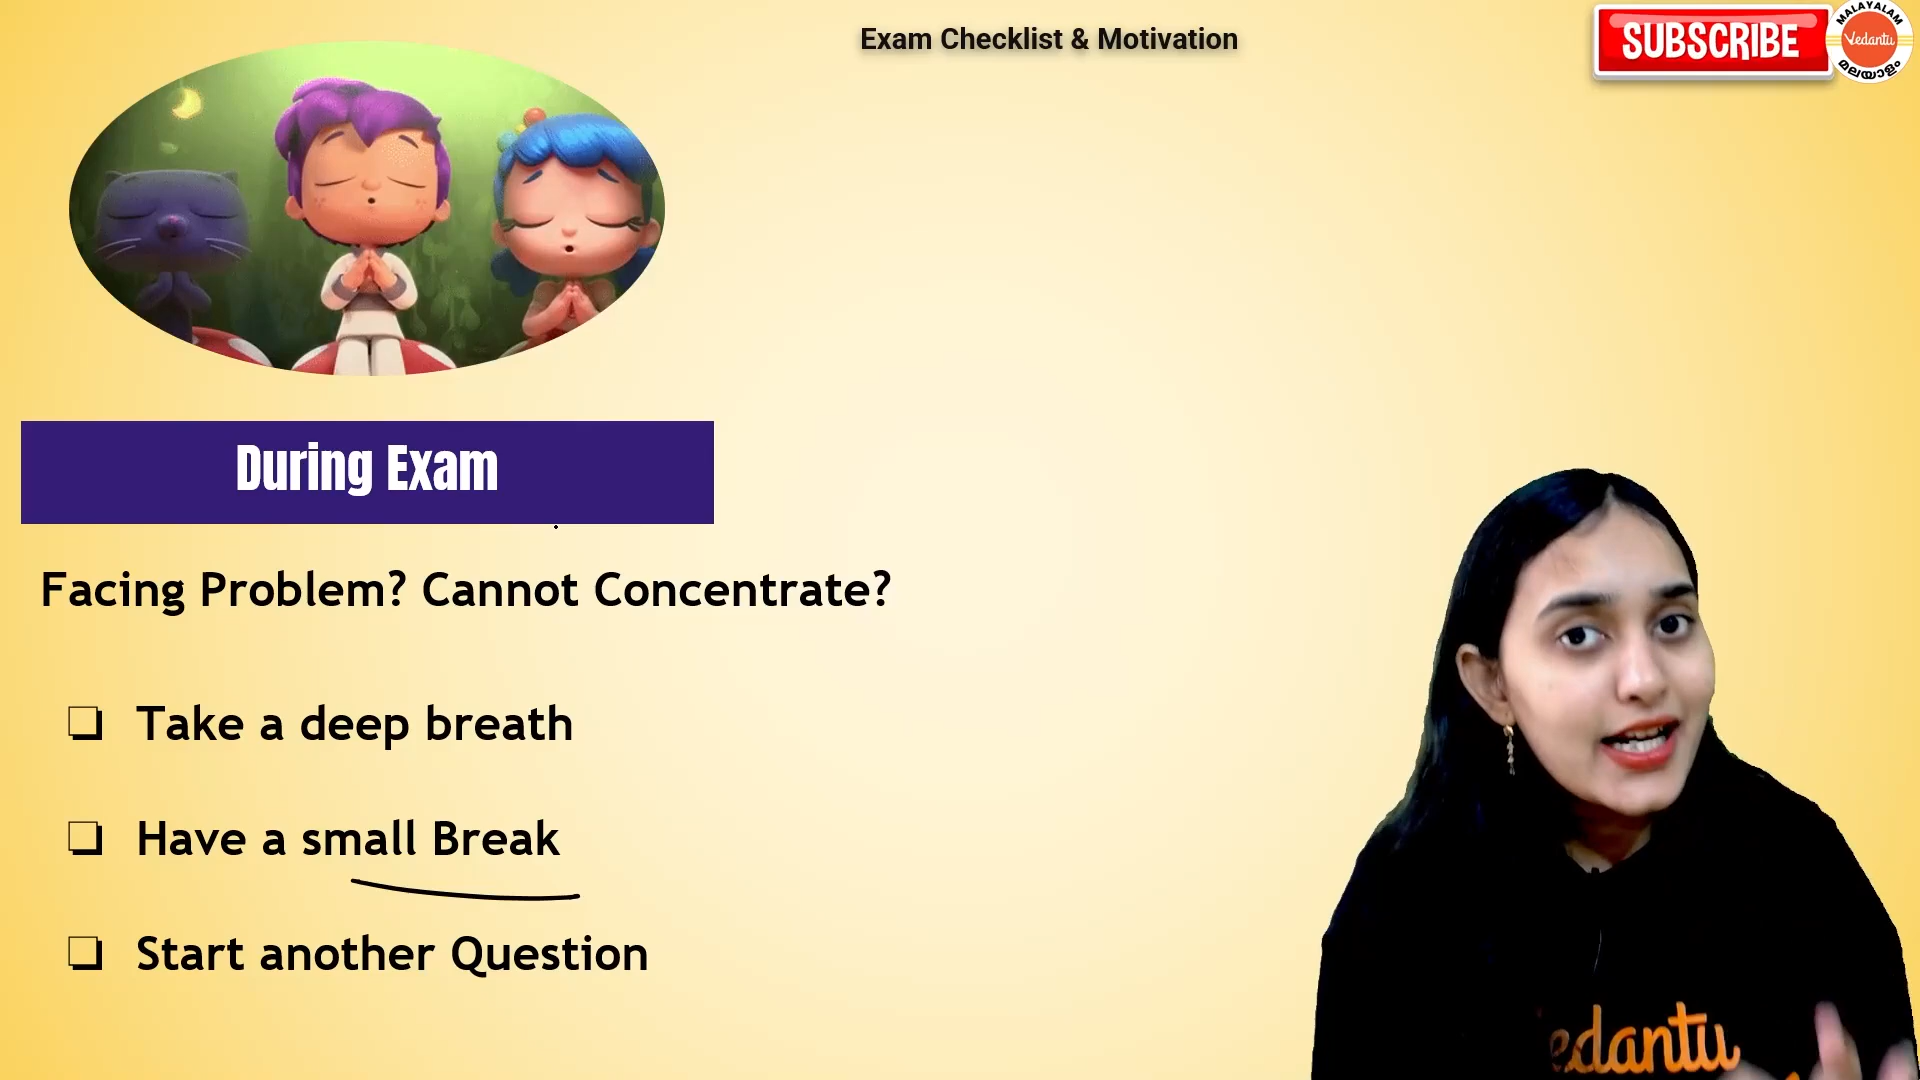 Exam Checklist & Motivation
SUBSCRIBE
MALAYALAM
Vedantu
മലയാളം
During Exam
Facing Problem? Cannot Concentrate?
❏ Take a deep breath
❏ Have a small Break
❏ Start another Question
edantu